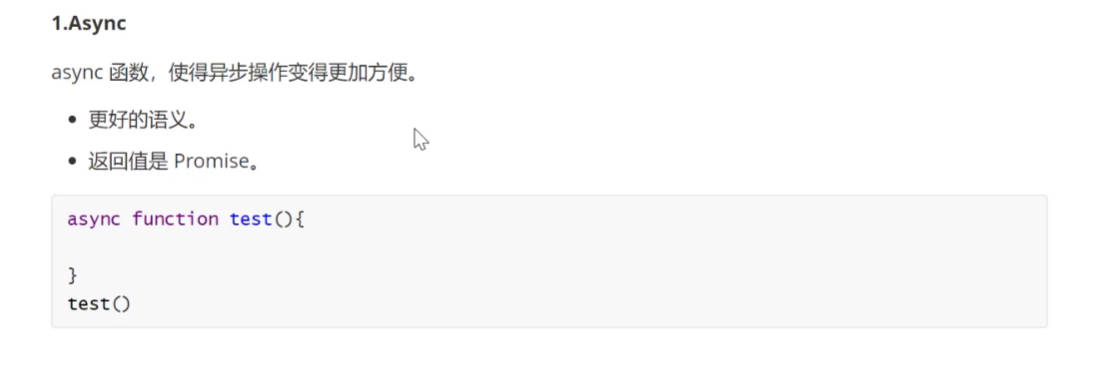 1.Async
async 函数，使得异步操作变得更加方便。
更好的语义。
返回值是 Promise。
async function test(){
}
test()